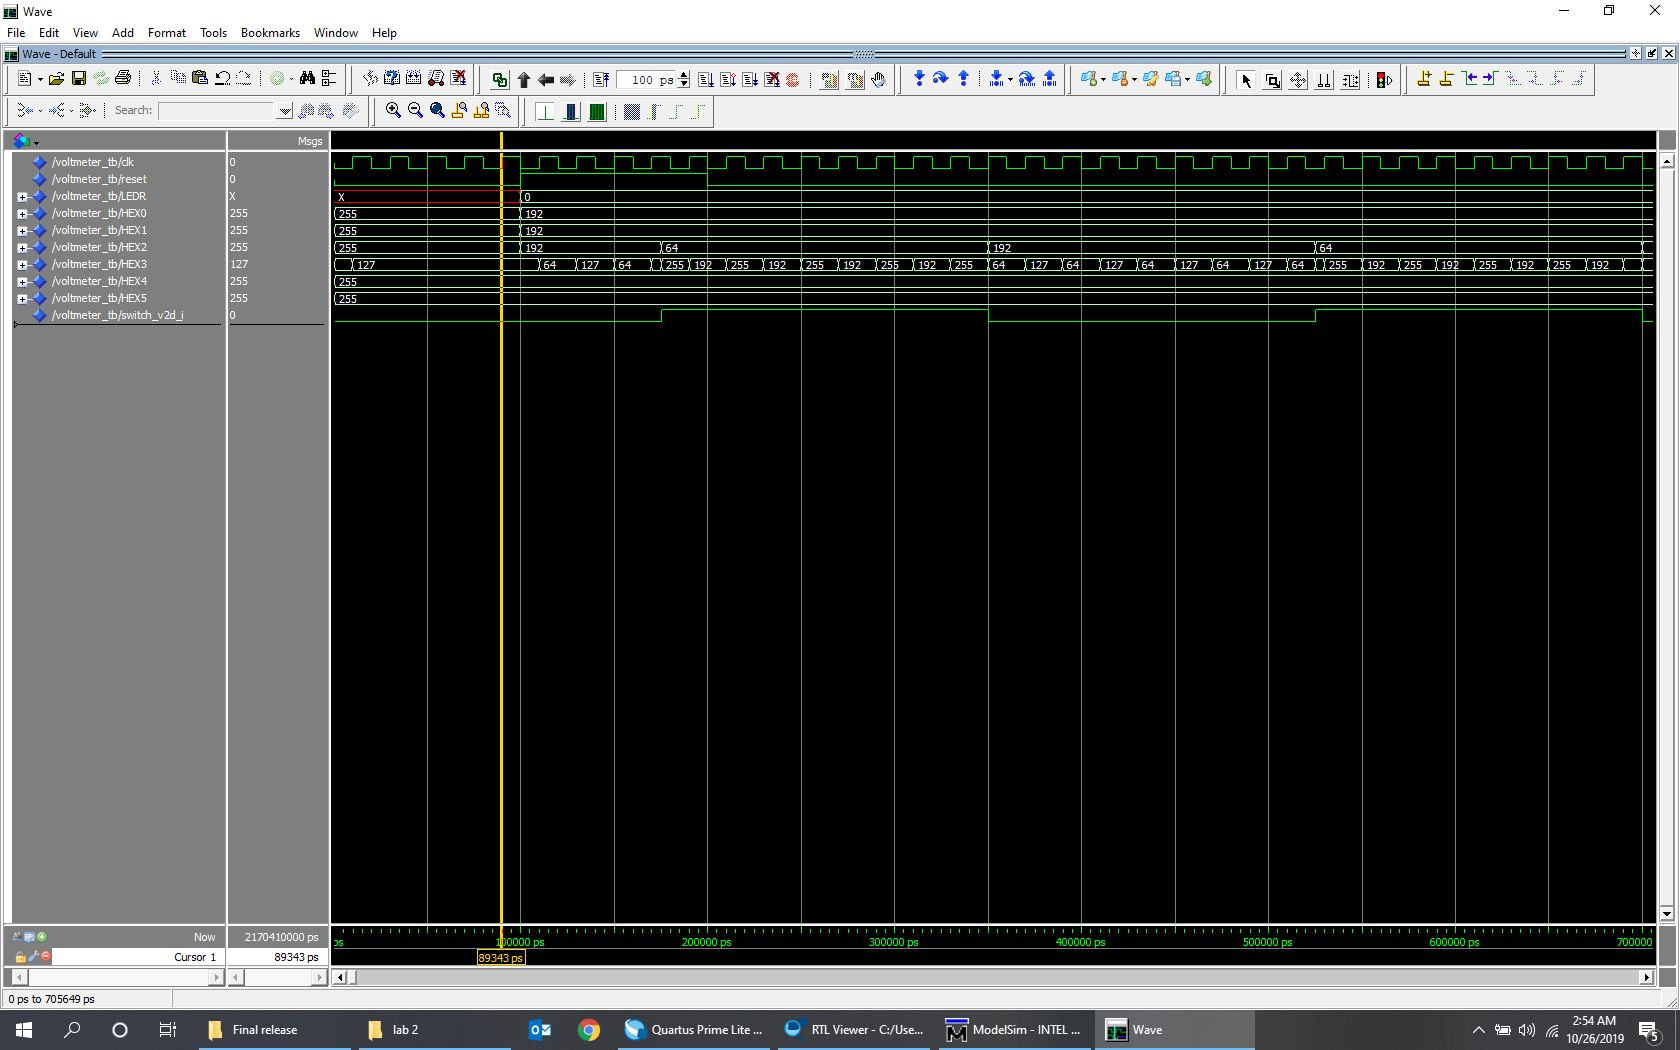 Wave
File Edit View Add Format Tools Bookmarks Window Help
Wave - Default
100 ps
Search:
Msgs
/voltmeter_tb/clk 0
/voltmeter_tb/reset 0
/voltmeter_tb/LEDR X X 0
/voltmeter_tb/HEX0 255 255 192
/voltmeter_tb/HEX1 255 255 192
/voltmeter_tb/HEX2 255 255 192 64 192 64
/voltmeter_tb/HEX3 127 127 64 127 64 255 192 255 192 255 192 255 192 255 64 127 64 127 64 127 64 127 64 255 192 255 192 255 192 255 192
/voltmeter_tb/HEX4 255 255
/voltmeter_tb/HEX5 255 255
/voltmeter_tb/switch_v2d_i 0
Now 2170410000 ps ps 100000 ps 200000 ps 300000 ps 400000 ps 500000 ps 600000 ps 700000
Cursor 1 89343 ps 89343 ps
0 ps to 705649 ps
Final release lab 2 Quartus Prime Lite ... RTL Viewer - C:/Use... ModelSim - INTEL ... Wave 2:54 AM
10/26/2019 5